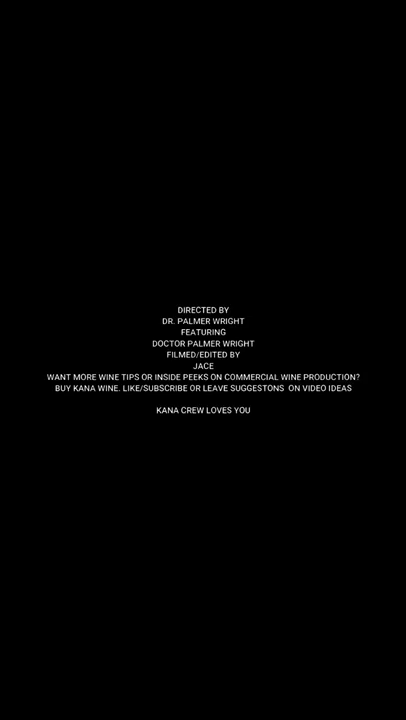 DIRECTED BY
DR. PALMER WRIGHT
FEATURING
DOCTOR PALMER WRIGHT
FILMED/EDITED BY
JACE
WANT MORE WINE TIPS OR INSIDE PEEKS ON COMMERCIAL WINE PRODUCTION?
BUY KANA WINE. LIKE/SUBSCRIBE OR LEAVE SUGGESTONS ON VIDEO IDEAS
KANA CREW LOVES YOU